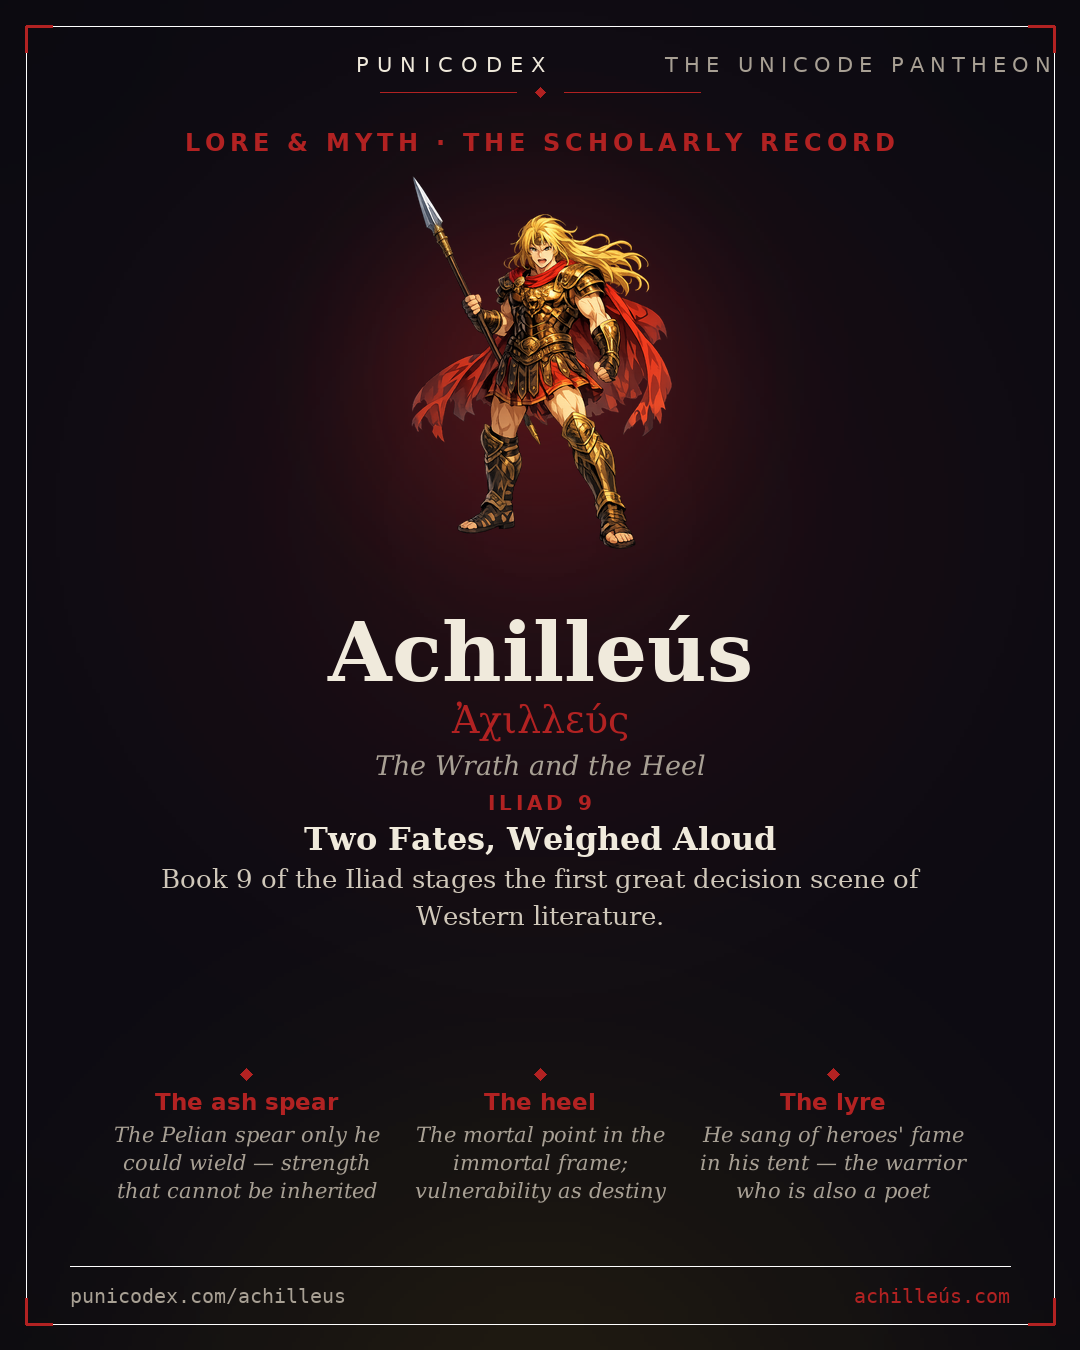 PUNICODEX THE UNICODE PANTHEON
LORE & MYTH · THE SCHOLARLY RECORD
Achilleús
Ἀχιλλεύς
The Wrath and the Heel
ILIAD 9
Two Fates, Weighed Aloud
Book 9 of the Iliad stages the first great decision scene of
Western literature.
The ash spear
The Pelian spear only he
could wield — strength
that cannot be inherited
The heel
The mortal point in the
immortal frame;
vulnerability as destiny
The lyre
He sang of heroes' fame
in his tent — the warrior
who is also a poet
punicodex.com/achilleus
achilleús.com